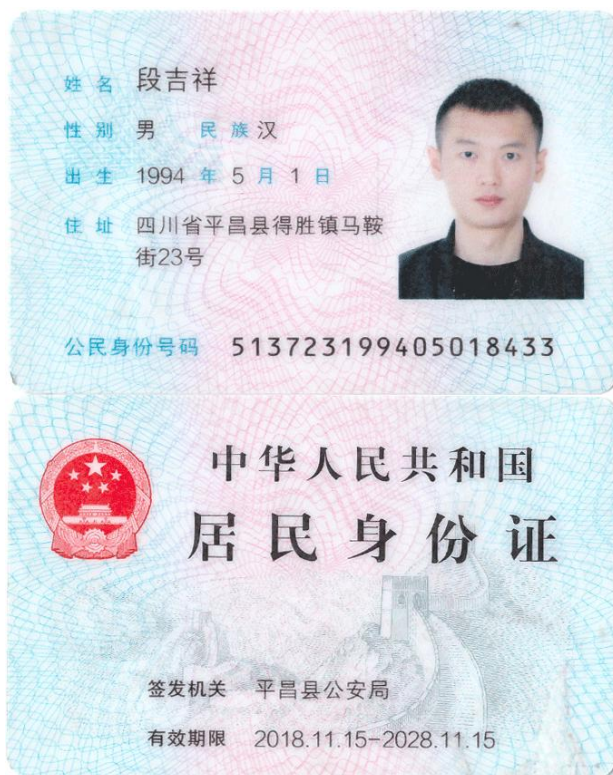 姓名 段吉祥
性别 男 民族 汉
出生 1994 年 5 月 1 日
住址 四川省平昌县得胜镇马鞍
街23号
公民身份号码 513723199405018433
中华人民共和国
居民身份证
签发机关 平昌县公安局
有效期限 2018.11.15-2028.11.15